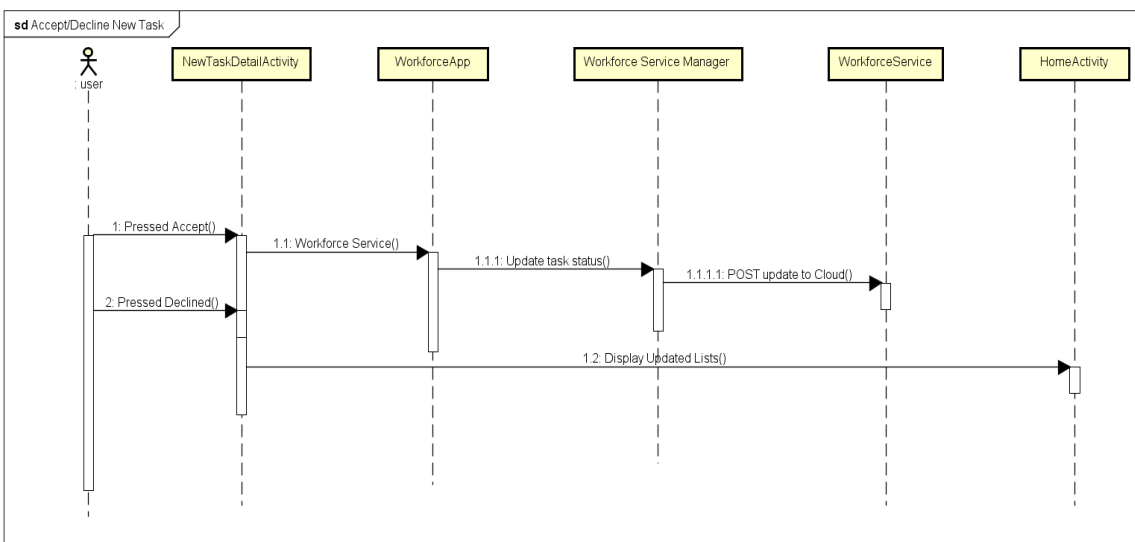 sd Accept/Decline New Task
: user
NewTaskDetailActivity
WorkforceApp
Workforce Service Manager
WorkforceService
HomeActivity
1: Pressed Accept()
1.1: Workforce Service()
1.1.1: Update task status()
1.1.1.1: POST update to Cloud()
2: Pressed Declined()
1.2: Display Updated Lists()